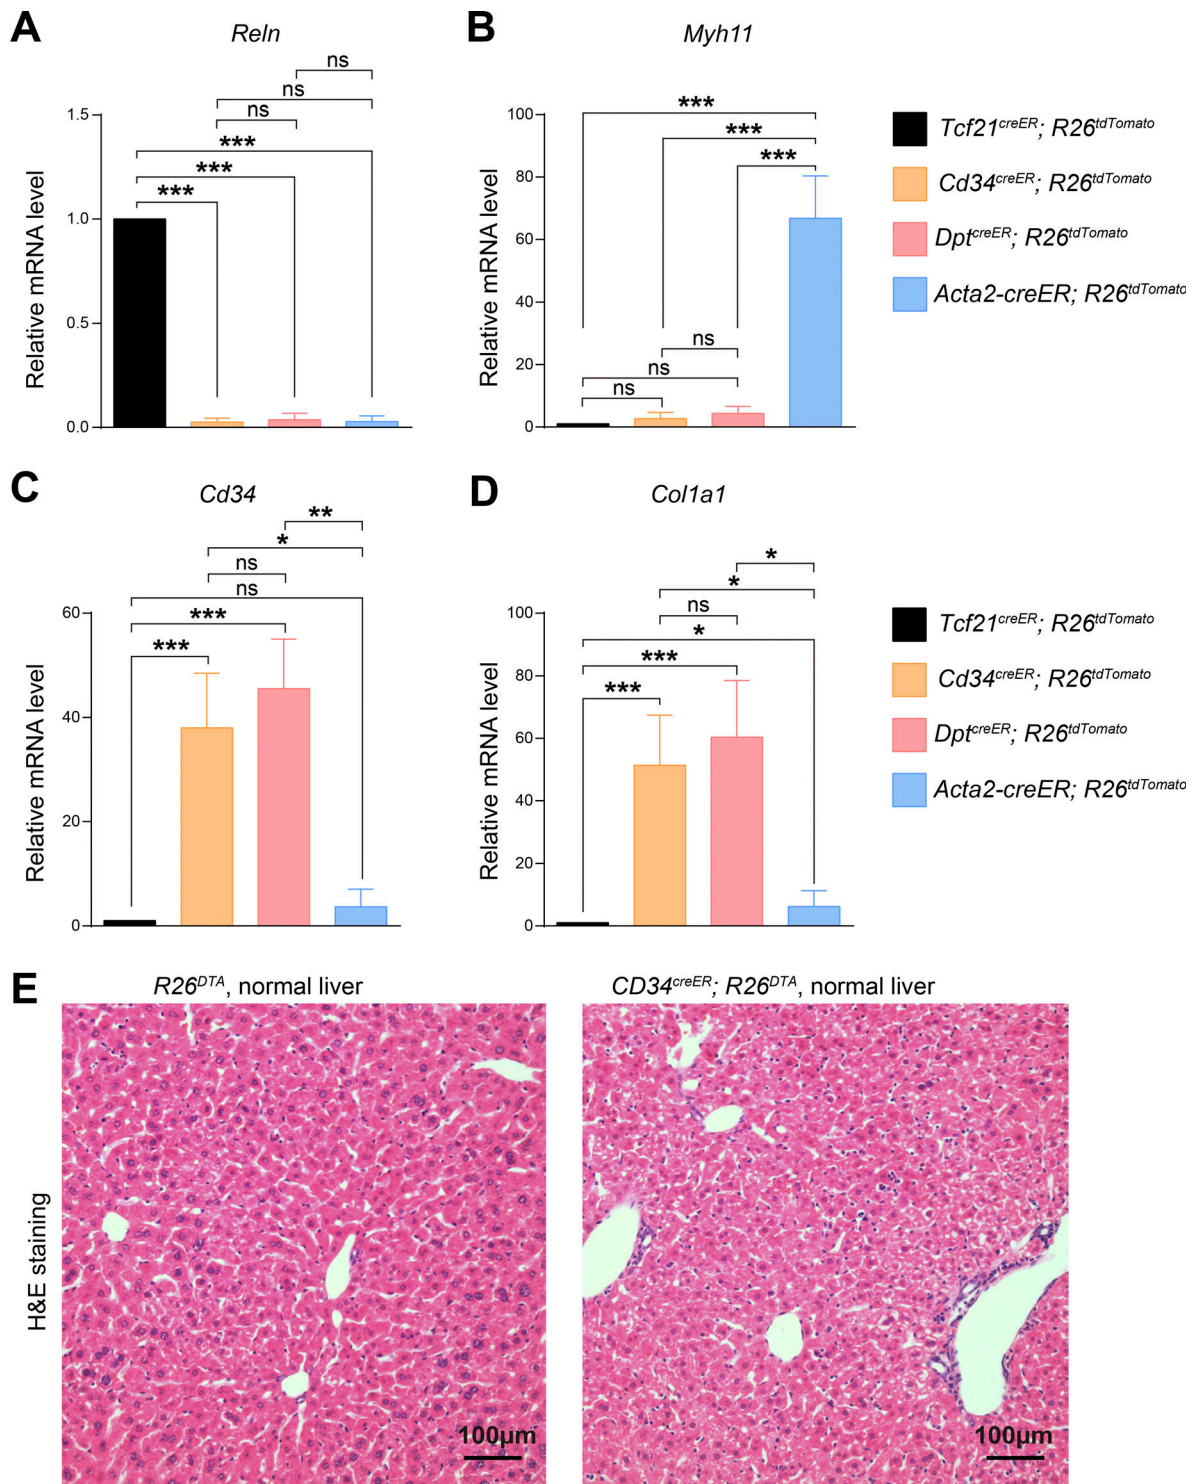 A
Reln
ns
ns
ns
***
***
***
1.5
1.0
0.5
0.0
Relative mRNA level
B
Myh11
***
***
***
ns
ns
ns
100
80
60
40
20
0
Relative mRNA level
Tcf21creER; R26tdTomato
Cd34creER; R26tdTomato
DptcreER; R26tdTomato
Acta2-creER; R26tdTomato
C
Cd34
**
*
ns
ns
***
***
60
40
20
0
Relative mRNA level
D
Col1a1
*
*
ns
*
***
***
100
80
60
40
20
0
Relative mRNA level
Tcf21creER; R26tdTomato
Cd34creER; R26tdTomato
DptcreER; R26tdTomato
Acta2-creER; R26tdTomato
E
R26DTA, normal liver
CD34creER; R26DTA, normal liver
H&E staining
100μm
100μm